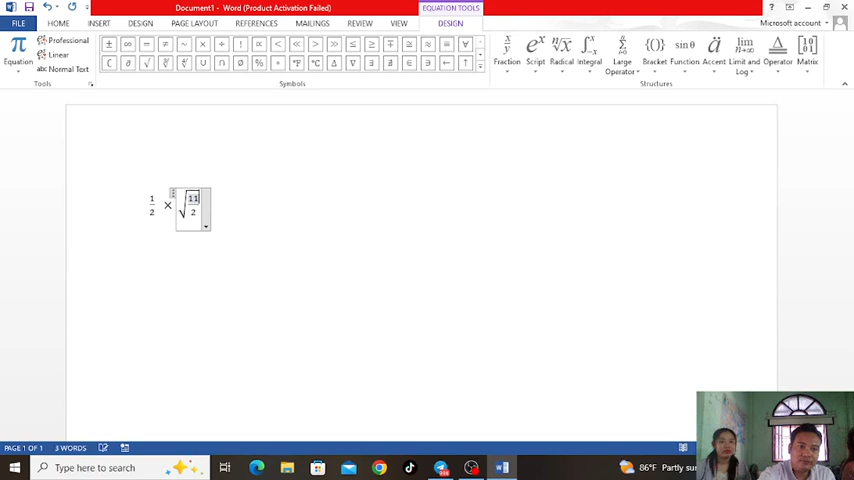 Document1 - Word (Product Activation Failed)
EQUATION TOOLS
FILE HOME INSERT DESIGN PAGE LAYOUT REFERENCES MAILINGS REVIEW VIEW DESIGN Microsoft account
π Professional
Linear
Equation abc Normal Text
± ∞ = ≠ ~ × ÷ ! ∝ < ≪ > ≫ ≤ ≥ ∓ ≅ ≈ ≡ ∀
∁ ∂ √ ∛ ∜ ∪ ∩ ∅ % ° °F °C ∆ ∇ ∃ ∄ ∈ ∋ ← ↑
x/y eˣ ⁿ√x {()} sin θ ä lim n→∞
Fraction Script Radical Integral Large Operator Bracket Function Accent Limit and Log Operator Matrix
Tools Symbols Structures
1/2 × √11/2
PAGE 1 OF 1 3 WORDS
Type here to search
86°F Partly sun